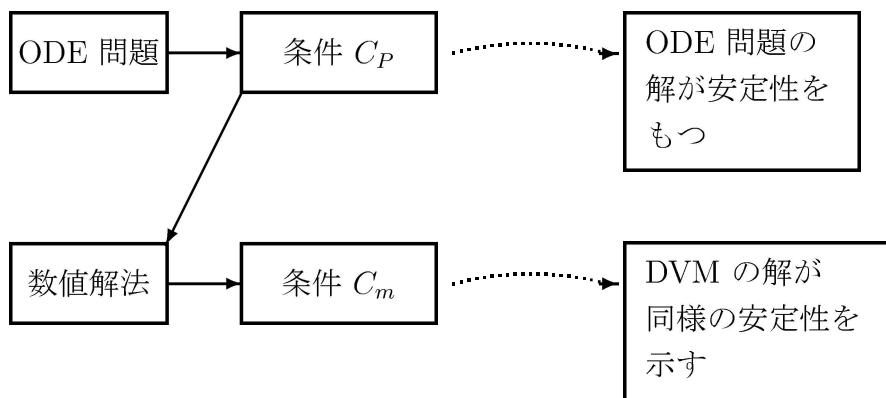 ODE 問題
条件 C_P
ODE 問題の
解が安定性を
もつ
数値解法
条件 C_m
DVM の解が
同様の安定性を
示す